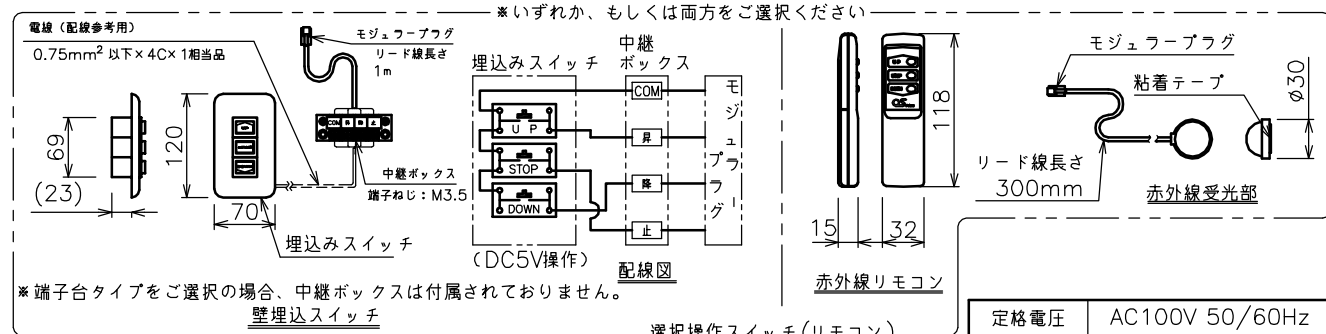 ※いずれか、もしくは両方をご選択ください
電線（配線参考用）
0.75mm² 以下×4C×1相当品
モジュラープラグ
リード線長さ
1m
69
(23)
120
70
埋込みスイッチ
COM 昇 降 止
中継ボックス
端子ねじ：M3.5
埋込みスイッチ
中継
ボックス
モジュラープラグ
COM
UP
昇
STOP
降
DOWN
止
(DC5V操作)
配線図
※端子台タイプをご選択の場合、中継ボックスは付属されておりません。
壁埋込スイッチ
118
15
32
赤外線リモコン
モジュラープラグ
粘着テープ
ø30
リード線長さ
300mm
赤外線受光部
選択操作スイッチ(リモコン)
定格電圧 AC100V 50/60Hz